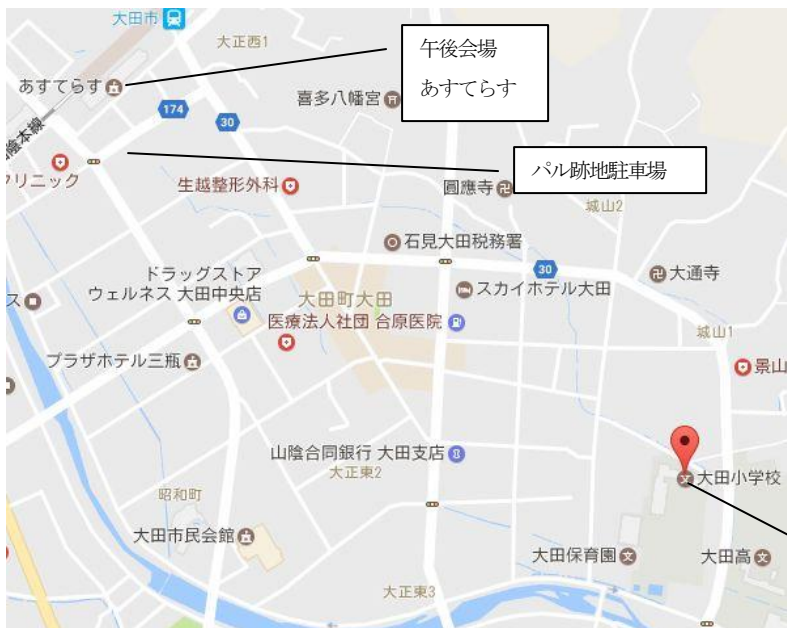 大田市
大正西1
午後会場
あすてらす
あすてらす
喜多八幡宮
174
30
山陰本線
クリニック
パル跡地駐車場
生越整形外科
圓應寺
城山2
石見大田税務署
ドラッグストア
ウェルネス 大田中央店
30
大通寺
大田町大田
スカイホテル大田
ス
医療法人社団 合原医院
城山1
プラザホテル三瓶
景山
山陰合同銀行 大田支店
大正東2
大田小学校
昭和町
大田市民会館
大田保育園
大田高
大正東3